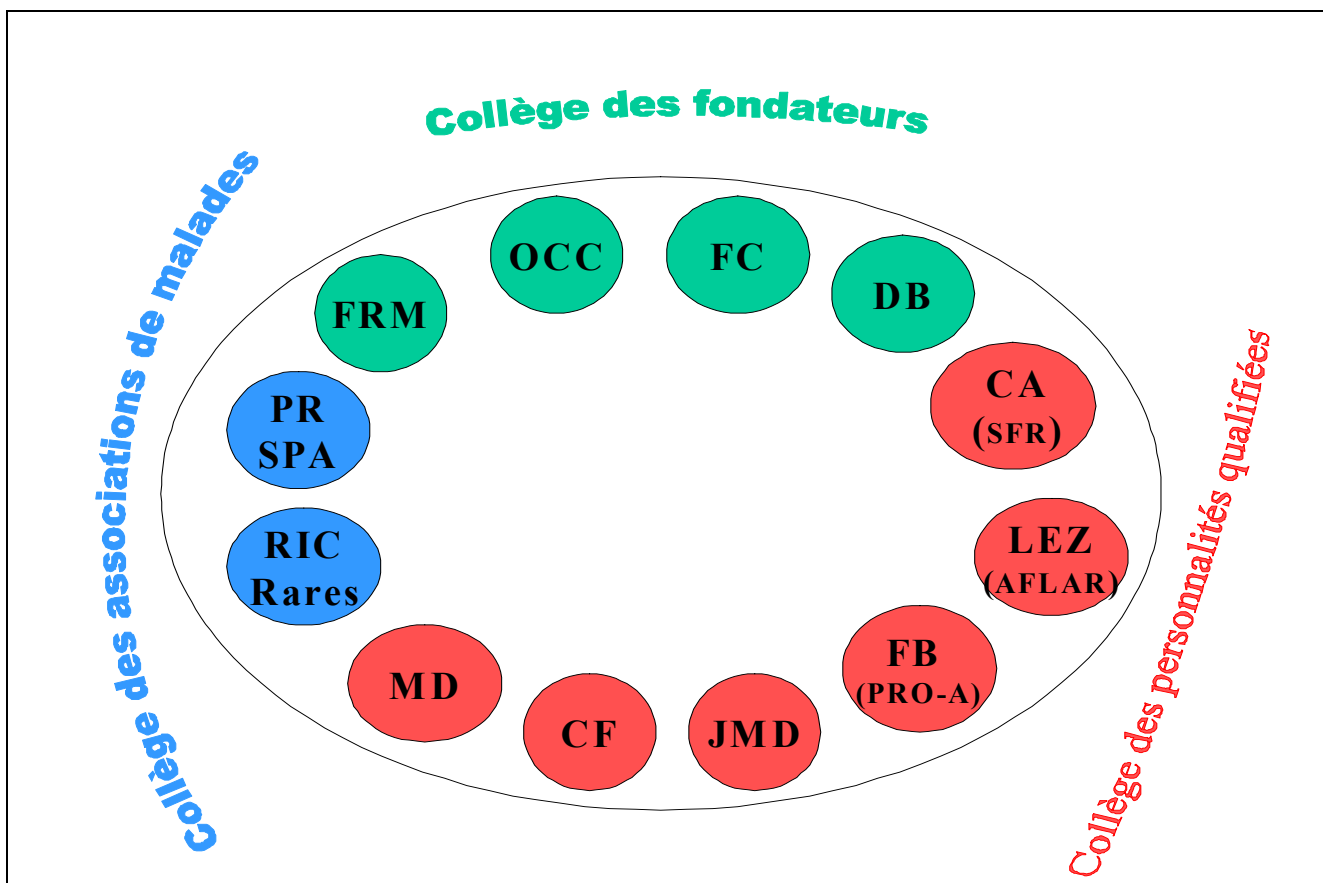 Collège des fondateurs
Collège des associations de malades
Collège des personnalités qualifiées
OCC
FC
DB
FRM
CA
(SFR)
PR
SPA
LEZ
(AFLAR)
RIC
Rares
FB
(PRO-A)
MD
CF
JMD